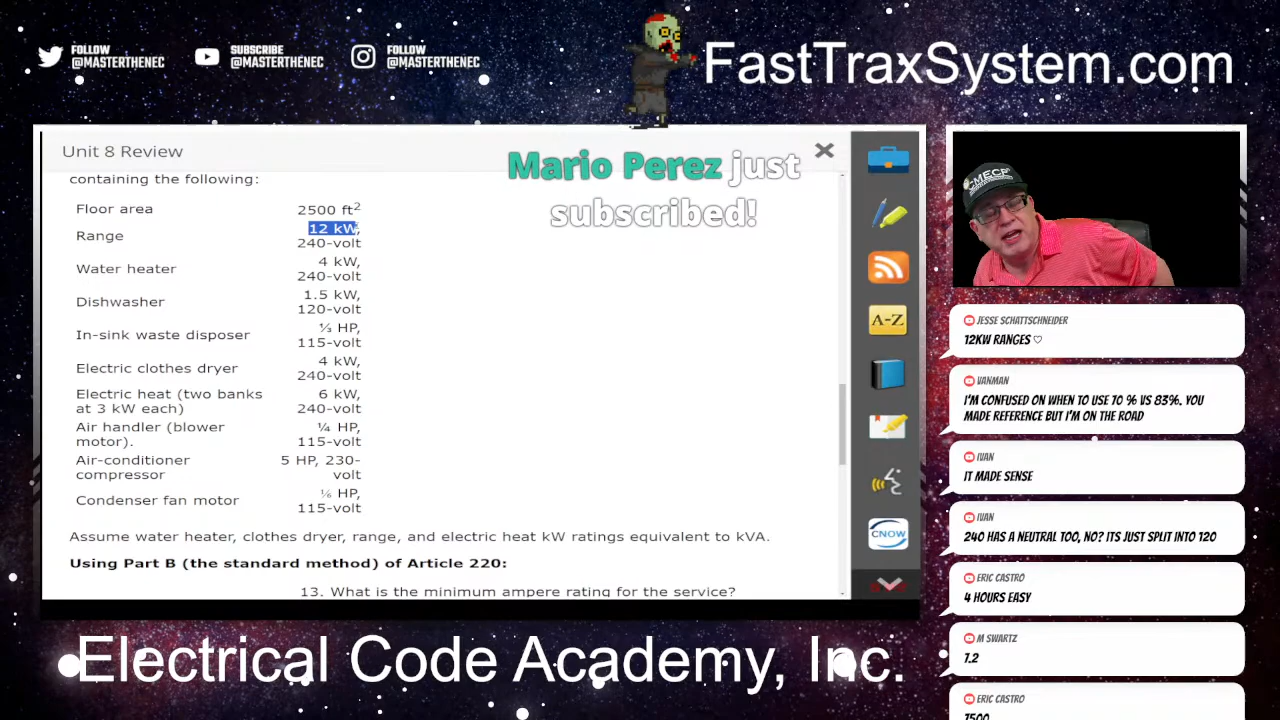 FOLLOW
@MASTERTHENEC
SUBSCRIBE
@MASTERTHENEC
FOLLOW
@MASTERTHENEC
FastTraxSystem.com
Unit 8 Review
Mario Perez just
subscribed!
containing the following:
Floor area 2500 ft²
Range 12 kW,
240-volt
Water heater 4 kW,
240-volt
Dishwasher 1.5 kW,
120-volt
In-sink waste disposer ⅓ HP,
115-volt
Electric clothes dryer 4 kW,
240-volt
Electric heat (two banks 6 kW,
at 3 kW each) 240-volt
Air handler (blower ¼ HP,
motor). 115-volt
Air-conditioner 5 HP, 230-
compressor volt
Condenser fan motor ⅙ HP,
115-volt
Assume water heater, clothes dryer, range, and electric heat kW ratings equivalent to kVA.
Using Part B (the standard method) of Article 220:
13. What is the minimum ampere rating for the service?
A-Z
CNOW
C-MECP
JESSE SCHATTSCHNEIDER
12KW RANGES ♡
VANMAN
I'M CONFUSED ON WHEN TO USE 70 % VS 83%. YOU
MADE REFERENCE BUT I'M ON THE ROAD
IVAN
IT MADE SENSE
IVAN
240 HAS A NEUTRAL TOO, NO? ITS JUST SPLIT INTO 120
ERIC CASTRO
4 HOURS EASY
M SWARTZ
7.2
ERIC CASTRO
7500
Electrical Code Academy, Inc.